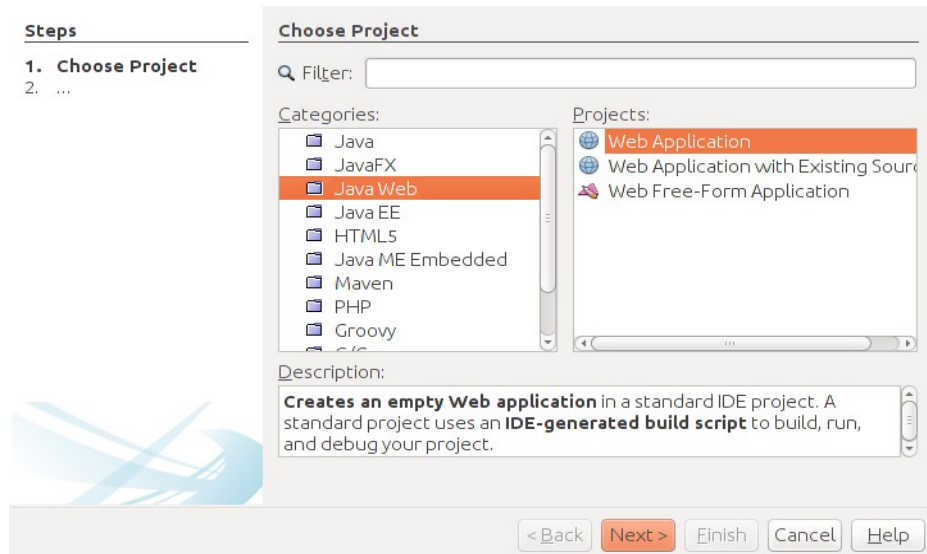 Steps
1. Choose Project
2. ...
Choose Project
Filter:
Categories:
Java
JavaFX
Java Web
Java EE
HTML5
Java ME Embedded
Maven
PHP
Groovy
Projects:
Web Application
Web Application with Existing Sour
Web Free-Form Application
Description:
Creates an empty Web application in a standard IDE project. A
standard project uses an IDE-generated build script to build, run,
and debug your project.
< Back Next > Finish Cancel Help